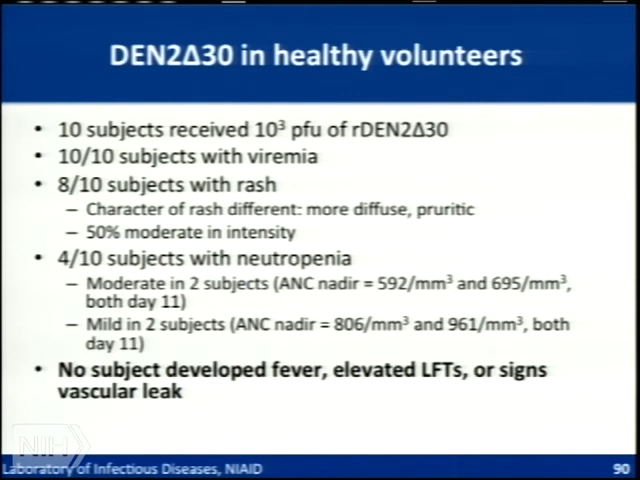 DEN2Δ30 in healthy volunteers
• 10 subjects received 10³ pfu of rDEN2Δ30
• 10/10 subjects with viremia
• 8/10 subjects with rash
– Character of rash different: more diffuse, pruritic
– 50% moderate in intensity
• 4/10 subjects with neutropenia
– Moderate in 2 subjects (ANC nadir = 592/mm³ and 695/mm³,
both day 11)
– Mild in 2 subjects (ANC nadir = 806/mm³ and 961/mm³, both
day 11)
• No subject developed fever, elevated LFTs, or signs
vascular leak
NIH
Laboratory of Infectious Diseases, NIAID
90